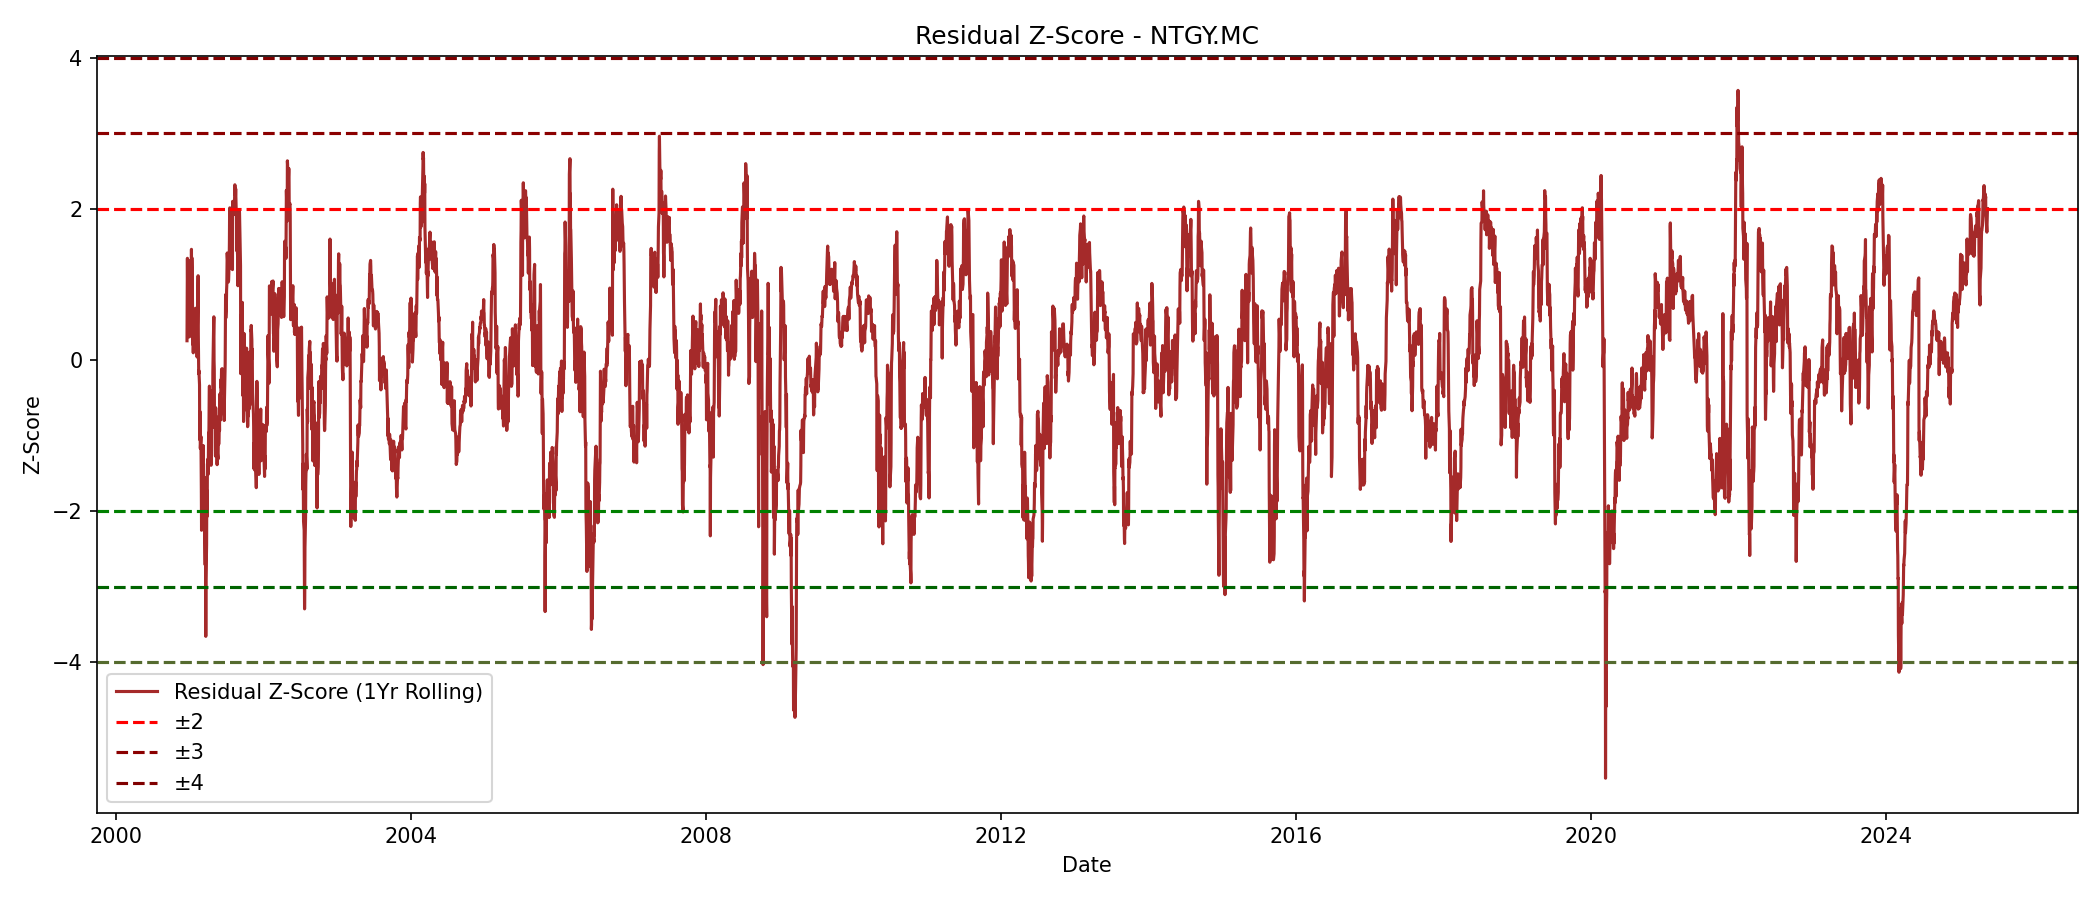 Residual Z-Score - NTGY.MC
4
2
0
−2
−4
Z-Score
Residual Z-Score (1Yr Rolling)
±2
±3
±4
2000 2004 2008 2012 2016 2020 2024
Date